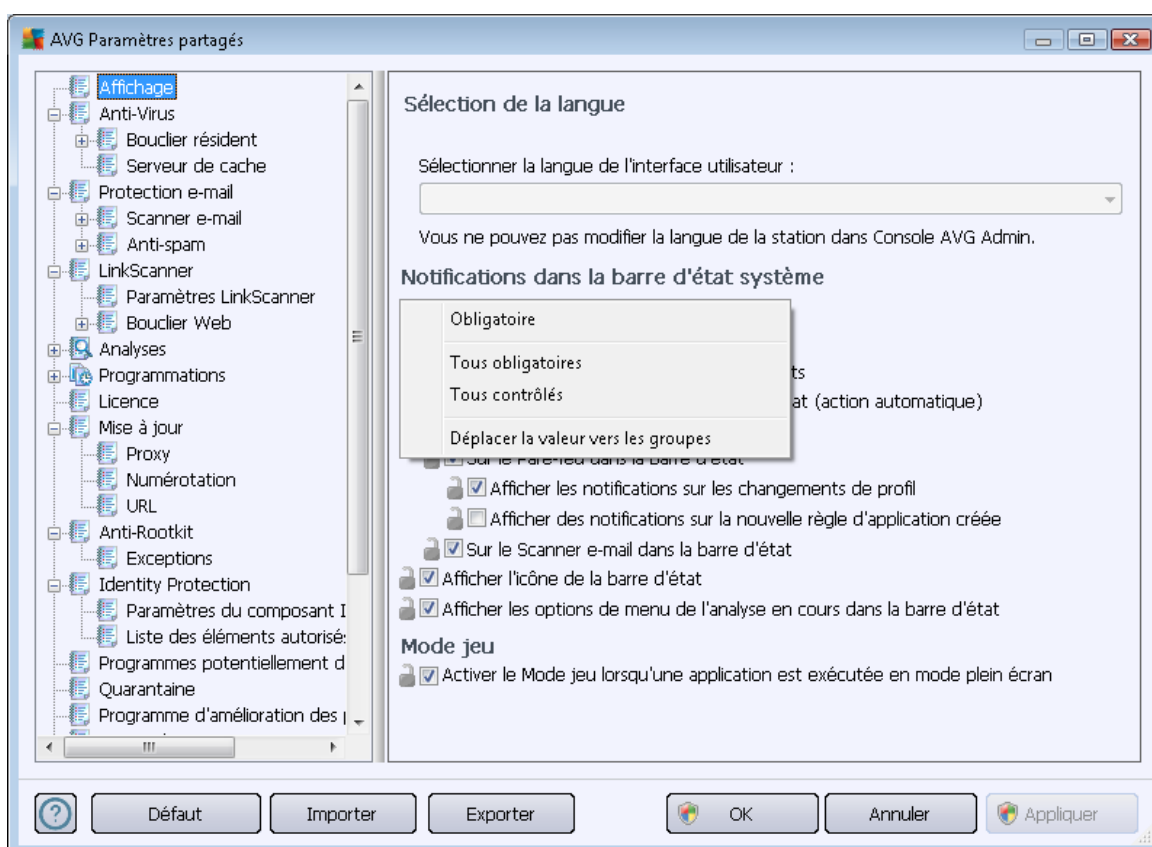 AVG Paramètres partagés
Affichage
Anti-Virus
Bouclier résident
Serveur de cache
Protection e-mail
Scanner e-mail
Anti-spam
LinkScanner
Paramètres LinkScanner
Bouclier Web
Analyses
Programmations
Licence
Mise à jour
Proxy
Numérotation
URL
Anti-Rootkit
Exceptions
Identity Protection
Paramètres du composant I
Liste des éléments autorisé
Programmes potentiellement d
Quarantaine
Programme d'amélioration des
Sélection de la langue
Sélectionner la langue de l'interface utilisateur :
Vous ne pouvez pas modifier la langue de la station dans Console AVG Admin.
Notifications dans la barre d'état système
Obligatoire
Tous obligatoires
Tous contrôlés
Déplacer la valeur vers les groupes
ts
at (action automatique)
Sur le Pare-feu dans la barre d'état
Afficher les notifications sur les changements de profil
Afficher des notifications sur la nouvelle règle d'application créée
Sur le Scanner e-mail dans la barre d'état
Afficher l'icône de la barre d'état
Afficher les options de menu de l'analyse en cours dans la barre d'état
Mode jeu
Activer le Mode jeu lorsqu'une application est exécutée en mode plein écran
Défaut
Importer
Exporter
OK
Annuler
Appliquer